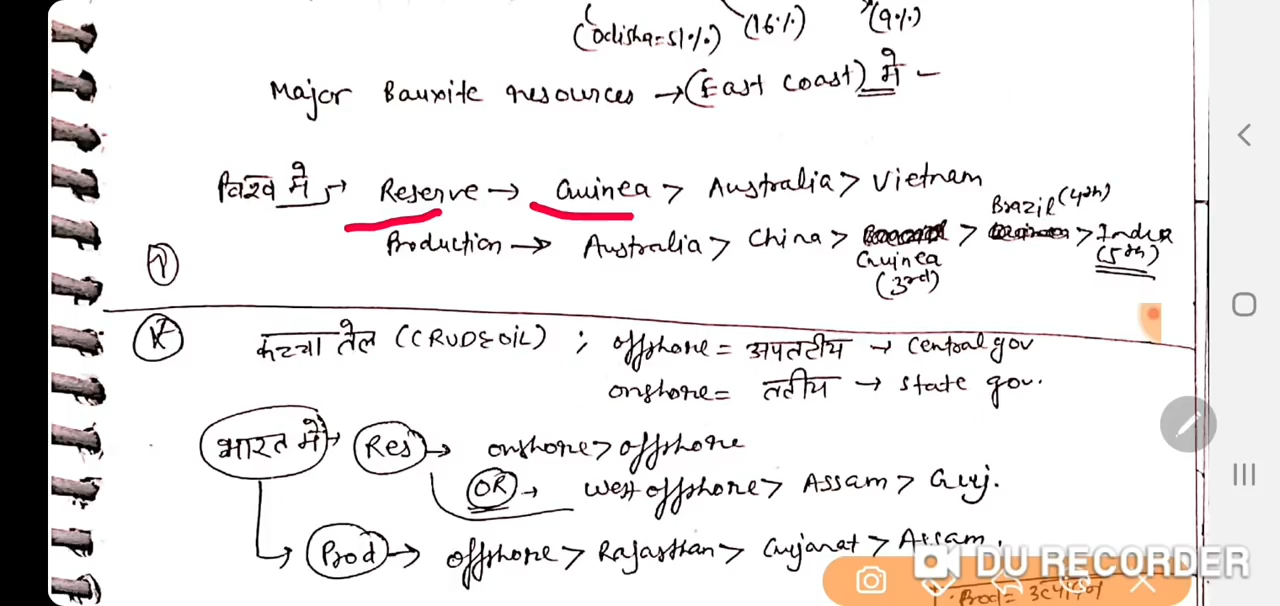 (Odisha=51%) (16%) (9%)
Major Bauxite resources → (East coast) में –
विश्व में → Reserve → Guinea > Australia > Vietnam
Production → Australia > China > Guinea (3rd) > Brazil (4th) > India (5th)
कच्चा तेल (CRUDE OIL) ; offshore = अपतटीय → central gov
onshore = तटीय → state gov.
भारत में → Res → onshore > offshore
OR → West offshore > Assam > Guj.
Prod → offshore > Rajasthan > Gujarat > Assam.
DU RECORDER